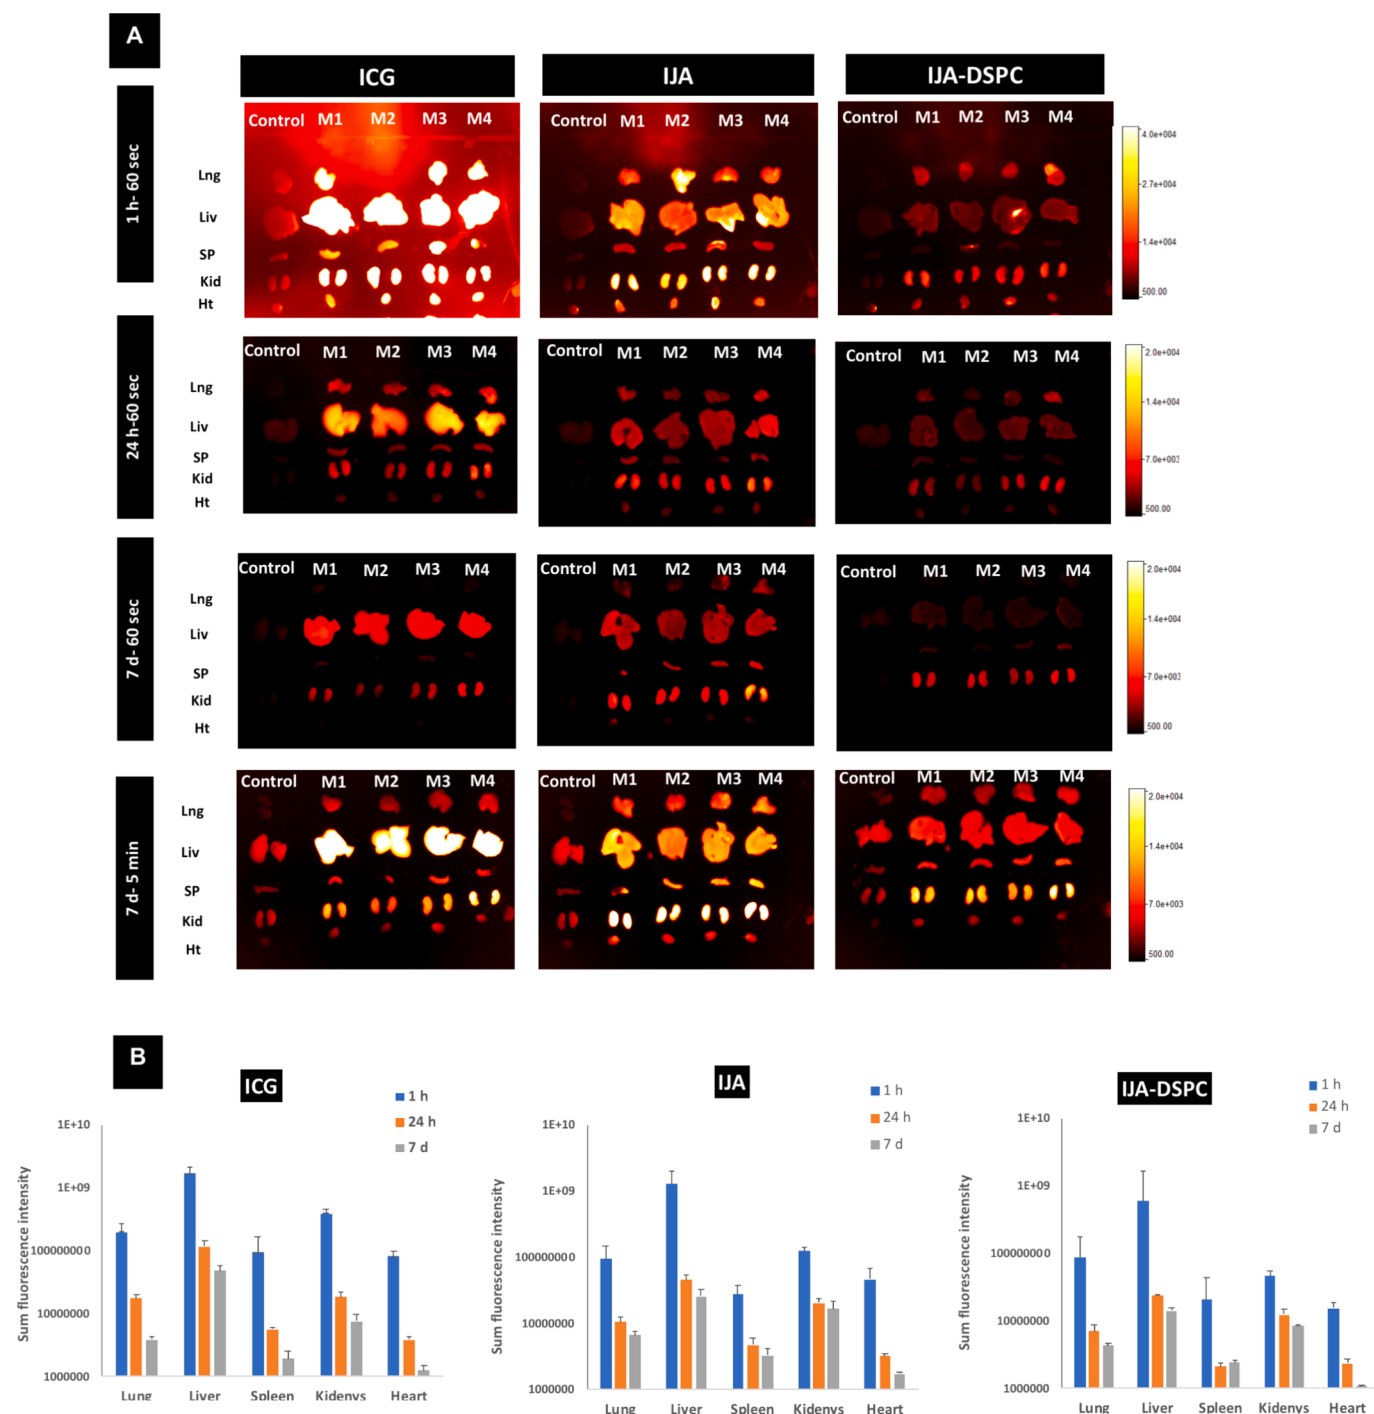 A
ICG
IJA
IJA-DSPC
1 h- 60 sec
Control M1 M2 M3 M4
Control M1 M2 M3 M4
Control M1 M2 M3 M4
Lng
Liv
SP
Kid
Ht
4.0e+004
2.7e+004
1.4e+004
500.00
24 h-60 sec
Control M1 M2 M3 M4
Control M1 M2 M3 M4
Control M1 M2 M3 M4
Lng
Liv
SP
Kid
Ht
2.0e+004
1.4e+004
7.0e+003
500.00
7 d- 60 sec
Control M1 M2 M3 M4
Control M1 M2 M3 M4
Control M1 M2 M3 M4
Lng
Liv
SP
Kid
Ht
2.0e+004
1.4e+004
7.0e+003
500.00
7 d- 5 min
Control M1 M2 M3 M4
Control M1 M2 M3 M4
Control M1 M2 M3 M4
Lng
Liv
SP
Kid
Ht
2.0e+004
1.4e+004
7.0e+003
500.00
B
ICG
1 h
24 h
7 d
Sum fluorescence intensity
1E+10
1E+09
100000000
10000000
1000000
Lung Liver Spleen Kidenys Heart
IJA
1 h
24 h
7 d
Sum fluorescence intensity
1E+10
1E+09
100000000
10000000
1000000
Lung Liver Spleen Kidenys Heart
IJA-DSPC
1 h
24 h
7 d
Sum fluorescence intensity
1E+10
1E+09
100000000
10000000
1000000
Lung Liver Spleen Kidenys Heart